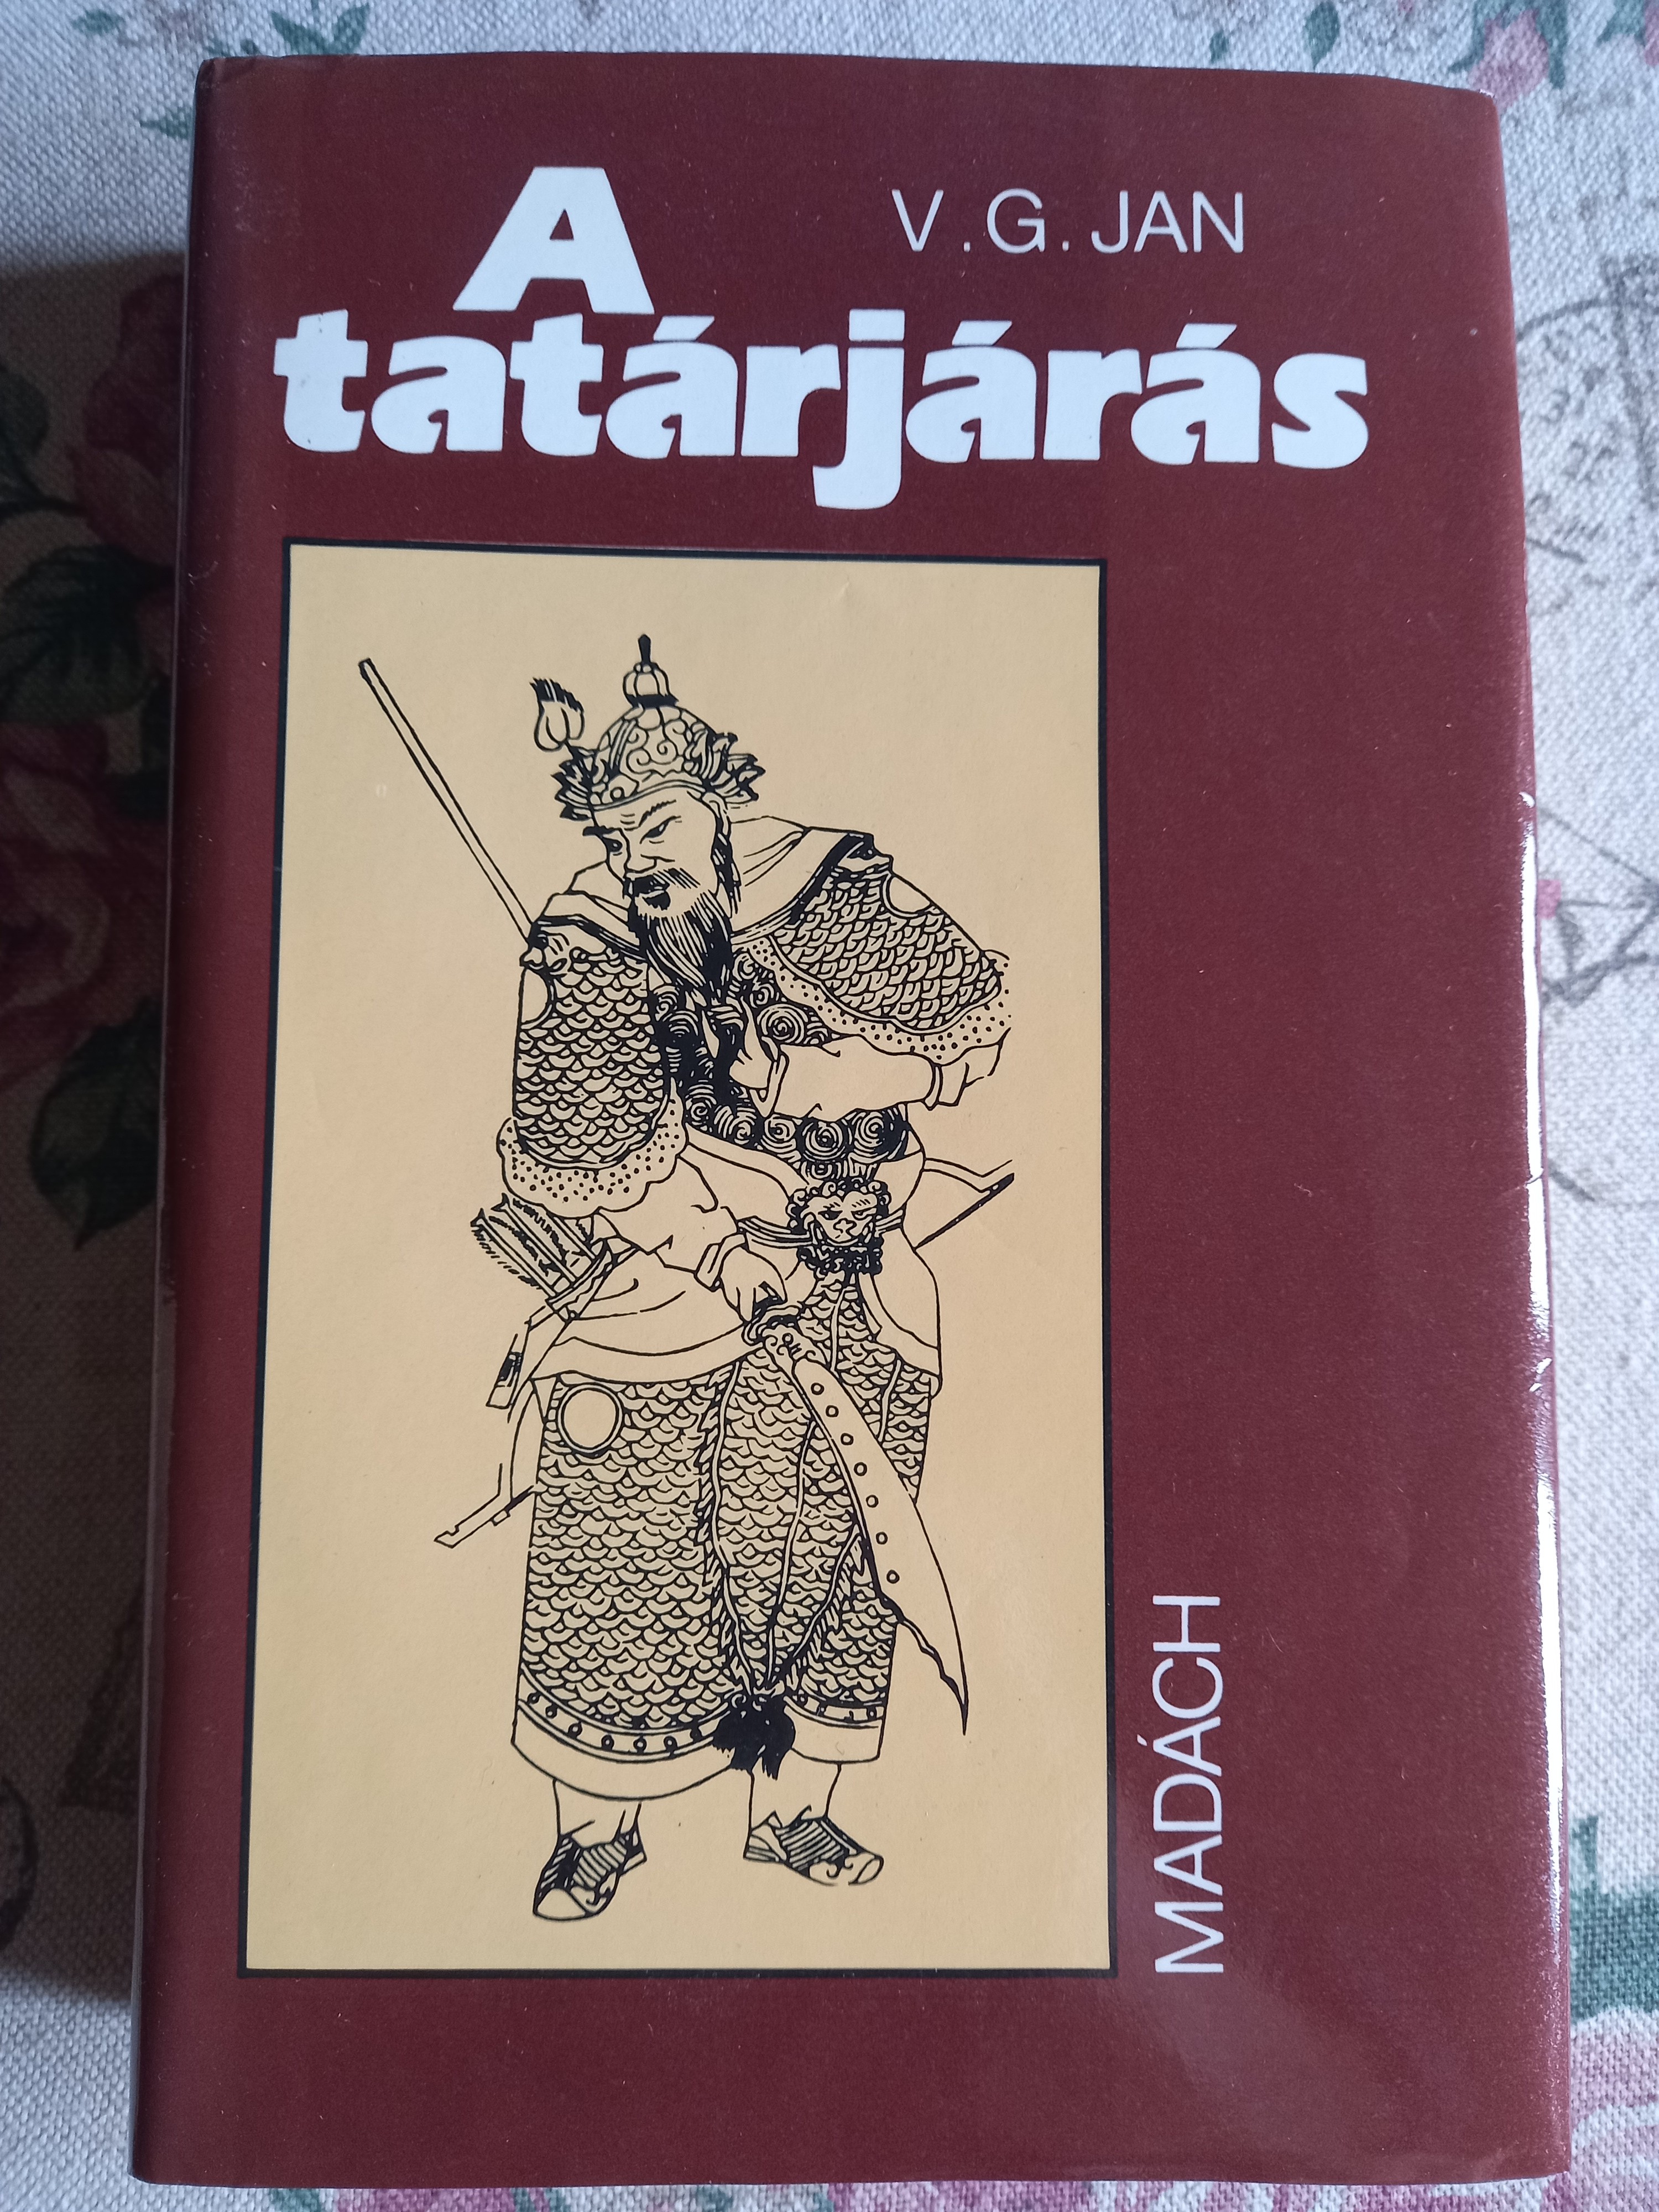 A
V. G. JAN
tatárjárás
MADÁCH